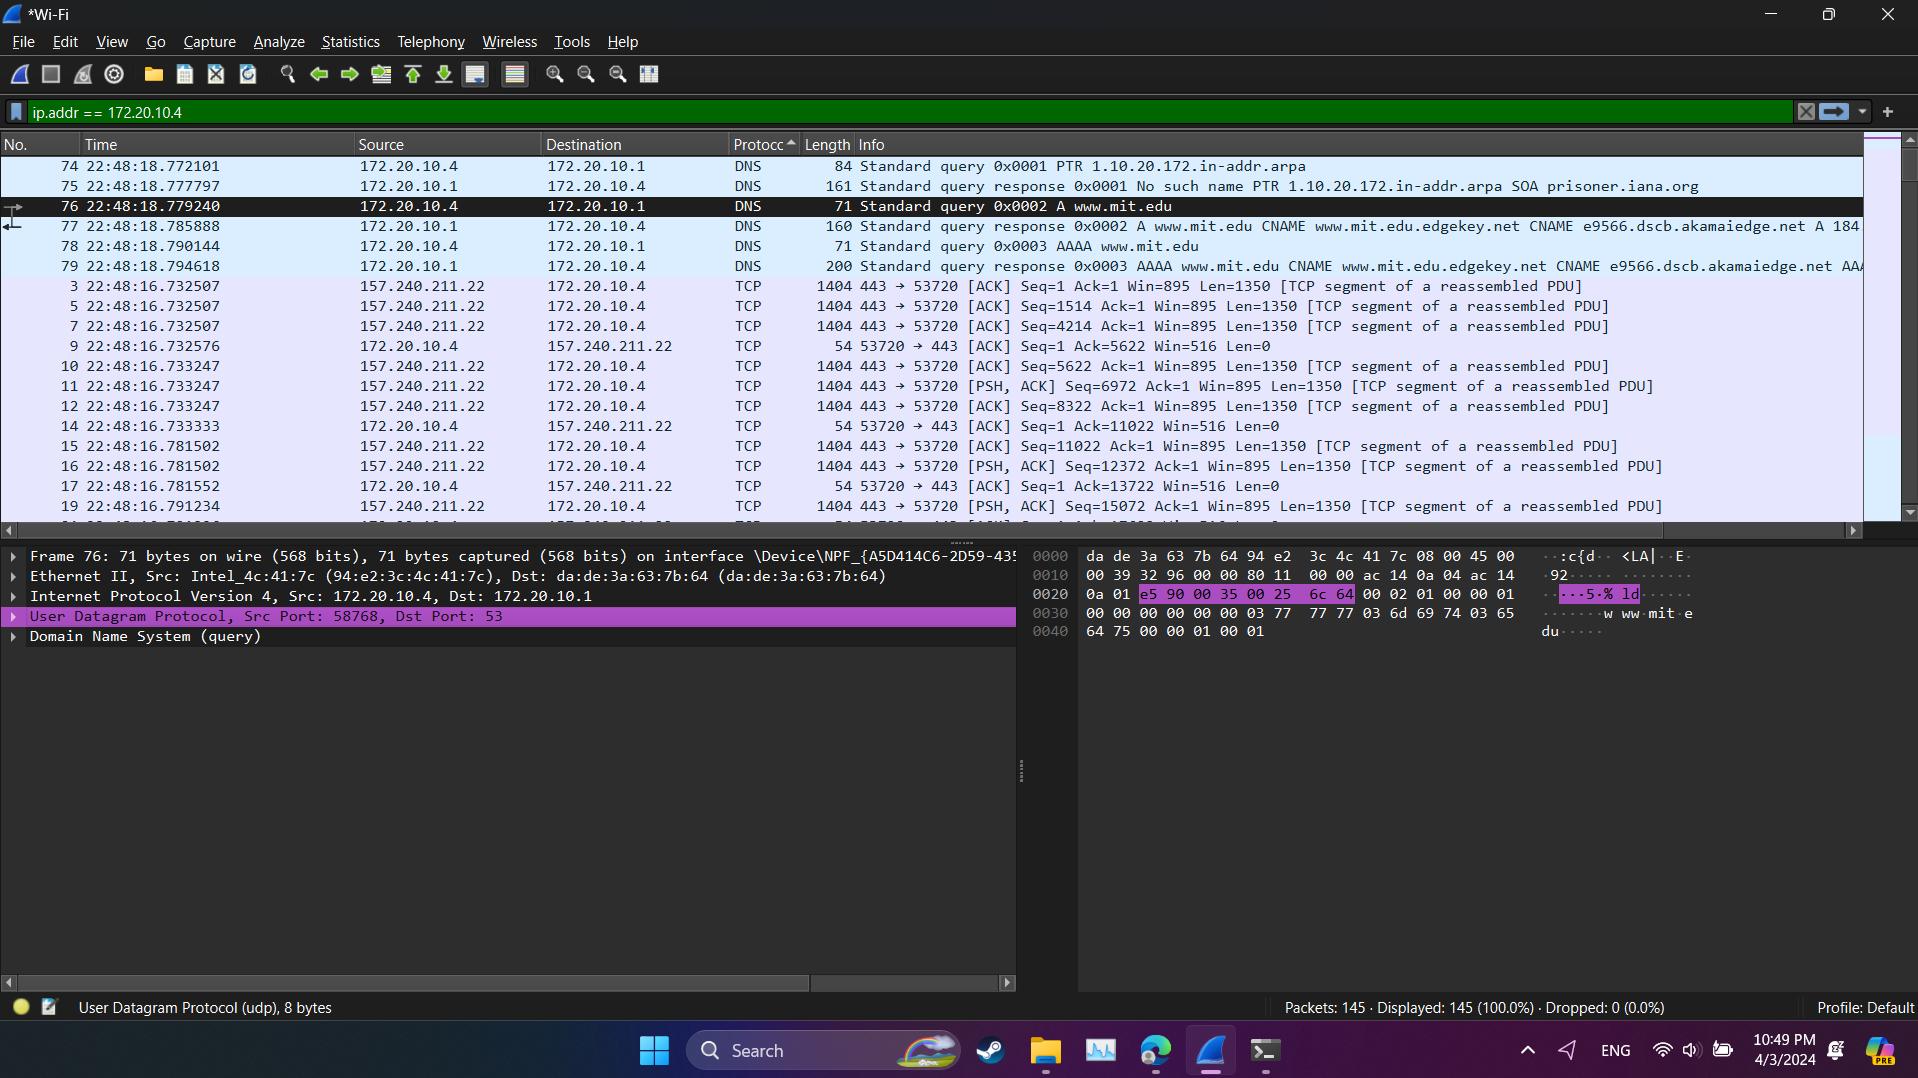 *Wi-Fi
File Edit View Go Capture Analyze Statistics Telephony Wireless Tools Help
ip.addr == 172.20.10.4
No. Time Source Destination Protocc Length Info
74 22:48:18.772101 172.20.10.4 172.20.10.1 DNS 84 Standard query 0x0001 PTR 1.10.20.172.in-addr.arpa
75 22:48:18.777797 172.20.10.1 172.20.10.4 DNS 161 Standard query response 0x0001 No such name PTR 1.10.20.172.in-addr.arpa SOA prisoner.iana.org
76 22:48:18.779240 172.20.10.4 172.20.10.1 DNS 71 Standard query 0x0002 A www.mit.edu
77 22:48:18.785888 172.20.10.1 172.20.10.4 DNS 160 Standard query response 0x0002 A www.mit.edu CNAME www.mit.edu.edgekey.net CNAME e9566.dscb.akamaiedge.net A 184
78 22:48:18.790144 172.20.10.4 172.20.10.1 DNS 71 Standard query 0x0003 AAAA www.mit.edu
79 22:48:18.794618 172.20.10.1 172.20.10.4 DNS 200 Standard query response 0x0003 AAAA www.mit.edu CNAME www.mit.edu.edgekey.net CNAME e9566.dscb.akamaiedge.net AAA
3 22:48:16.732507 157.240.211.22 172.20.10.4 TCP 1404 443 → 53720 [ACK] Seq=1 Ack=1 Win=895 Len=1350 [TCP segment of a reassembled PDU]
5 22:48:16.732507 157.240.211.22 172.20.10.4 TCP 1404 443 → 53720 [ACK] Seq=1514 Ack=1 Win=895 Len=1350 [TCP segment of a reassembled PDU]
7 22:48:16.732507 157.240.211.22 172.20.10.4 TCP 1404 443 → 53720 [ACK] Seq=4214 Ack=1 Win=895 Len=1350 [TCP segment of a reassembled PDU]
9 22:48:16.732576 172.20.10.4 157.240.211.22 TCP 54 53720 → 443 [ACK] Seq=1 Ack=5622 Win=516 Len=0
10 22:48:16.733247 157.240.211.22 172.20.10.4 TCP 1404 443 → 53720 [ACK] Seq=5622 Ack=1 Win=895 Len=1350 [TCP segment of a reassembled PDU]
11 22:48:16.733247 157.240.211.22 172.20.10.4 TCP 1404 443 → 53720 [PSH, ACK] Seq=6972 Ack=1 Win=895 Len=1350 [TCP segment of a reassembled PDU]
12 22:48:16.733247 157.240.211.22 172.20.10.4 TCP 1404 443 → 53720 [ACK] Seq=8322 Ack=1 Win=895 Len=1350 [TCP segment of a reassembled PDU]
14 22:48:16.733333 172.20.10.4 157.240.211.22 TCP 54 53720 → 443 [ACK] Seq=1 Ack=11022 Win=516 Len=0
15 22:48:16.781502 157.240.211.22 172.20.10.4 TCP 1404 443 → 53720 [ACK] Seq=11022 Ack=1 Win=895 Len=1350 [TCP segment of a reassembled PDU]
16 22:48:16.781502 157.240.211.22 172.20.10.4 TCP 1404 443 → 53720 [PSH, ACK] Seq=12372 Ack=1 Win=895 Len=1350 [TCP segment of a reassembled PDU]
17 22:48:16.781552 172.20.10.4 157.240.211.22 TCP 54 53720 → 443 [ACK] Seq=1 Ack=13722 Win=516 Len=0
19 22:48:16.791234 157.240.211.22 172.20.10.4 TCP 1404 443 → 53720 [PSH, ACK] Seq=15072 Ack=1 Win=895 Len=1350 [TCP segment of a reassembled PDU]
Frame 76: 71 bytes on wire (568 bits), 71 bytes captured (568 bits) on interface \Device\NPF_{A5D414C6-2D59-435
Ethernet II, Src: Intel_4c:41:7c (94:e2:3c:4c:41:7c), Dst: da:de:3a:63:7b:64 (da:de:3a:63:7b:64)
Internet Protocol Version 4, Src: 172.20.10.4, Dst: 172.20.10.1
User Datagram Protocol, Src Port: 58768, Dst Port: 53
Domain Name System (query)
0000 da de 3a 63 7b 64 94 e2 3c 4c 41 7c 08 00 45 00 ··:c{d·· <LA|··E·
0010 00 39 32 96 00 00 80 11 00 00 ac 14 0a 04 ac 14 ·92····· ········
0020 0a 01 e5 90 00 35 00 25 6c 64 00 02 01 00 00 01 ·····5·% ld······
0030 00 00 00 00 00 00 03 77 77 77 03 6d 69 74 03 65 ·······w ww·mit·e
0040 64 75 00 00 01 00 01 du·····
User Datagram Protocol (udp), 8 bytes
Packets: 145 · Displayed: 145 (100.0%) · Dropped: 0 (0.0%)
Profile: Default
Search
ENG
10:49 PM
4/3/2024
PRE